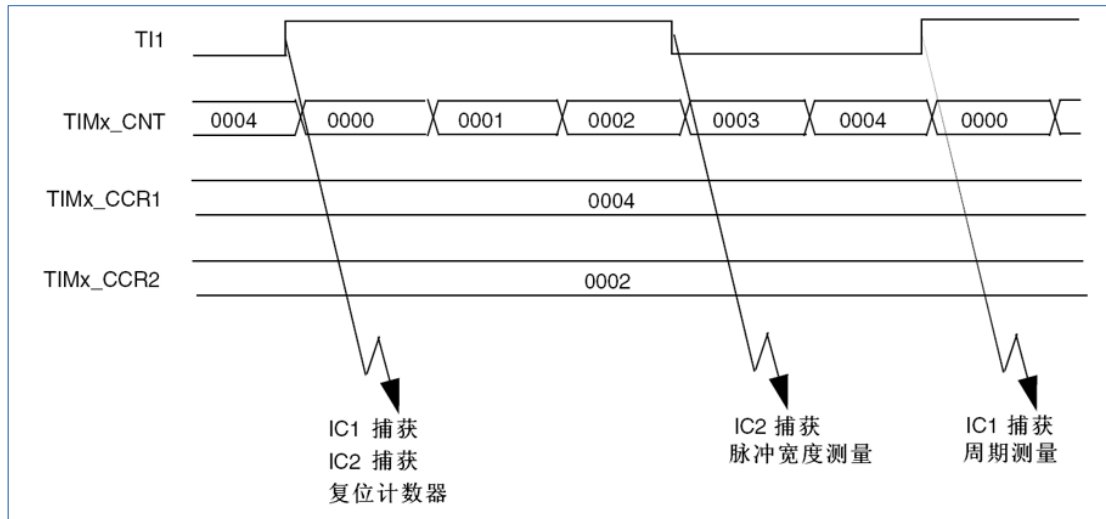 TI1
TIMx_CNT
0004 0000 0001 0002 0003 0004 0000
TIMx_CCR1
0004
TIMx_CCR2
0002
IC1 捕获
IC2 捕获
复位计数器
IC2 捕获
脉冲宽度测量
IC1 捕获
周期测量